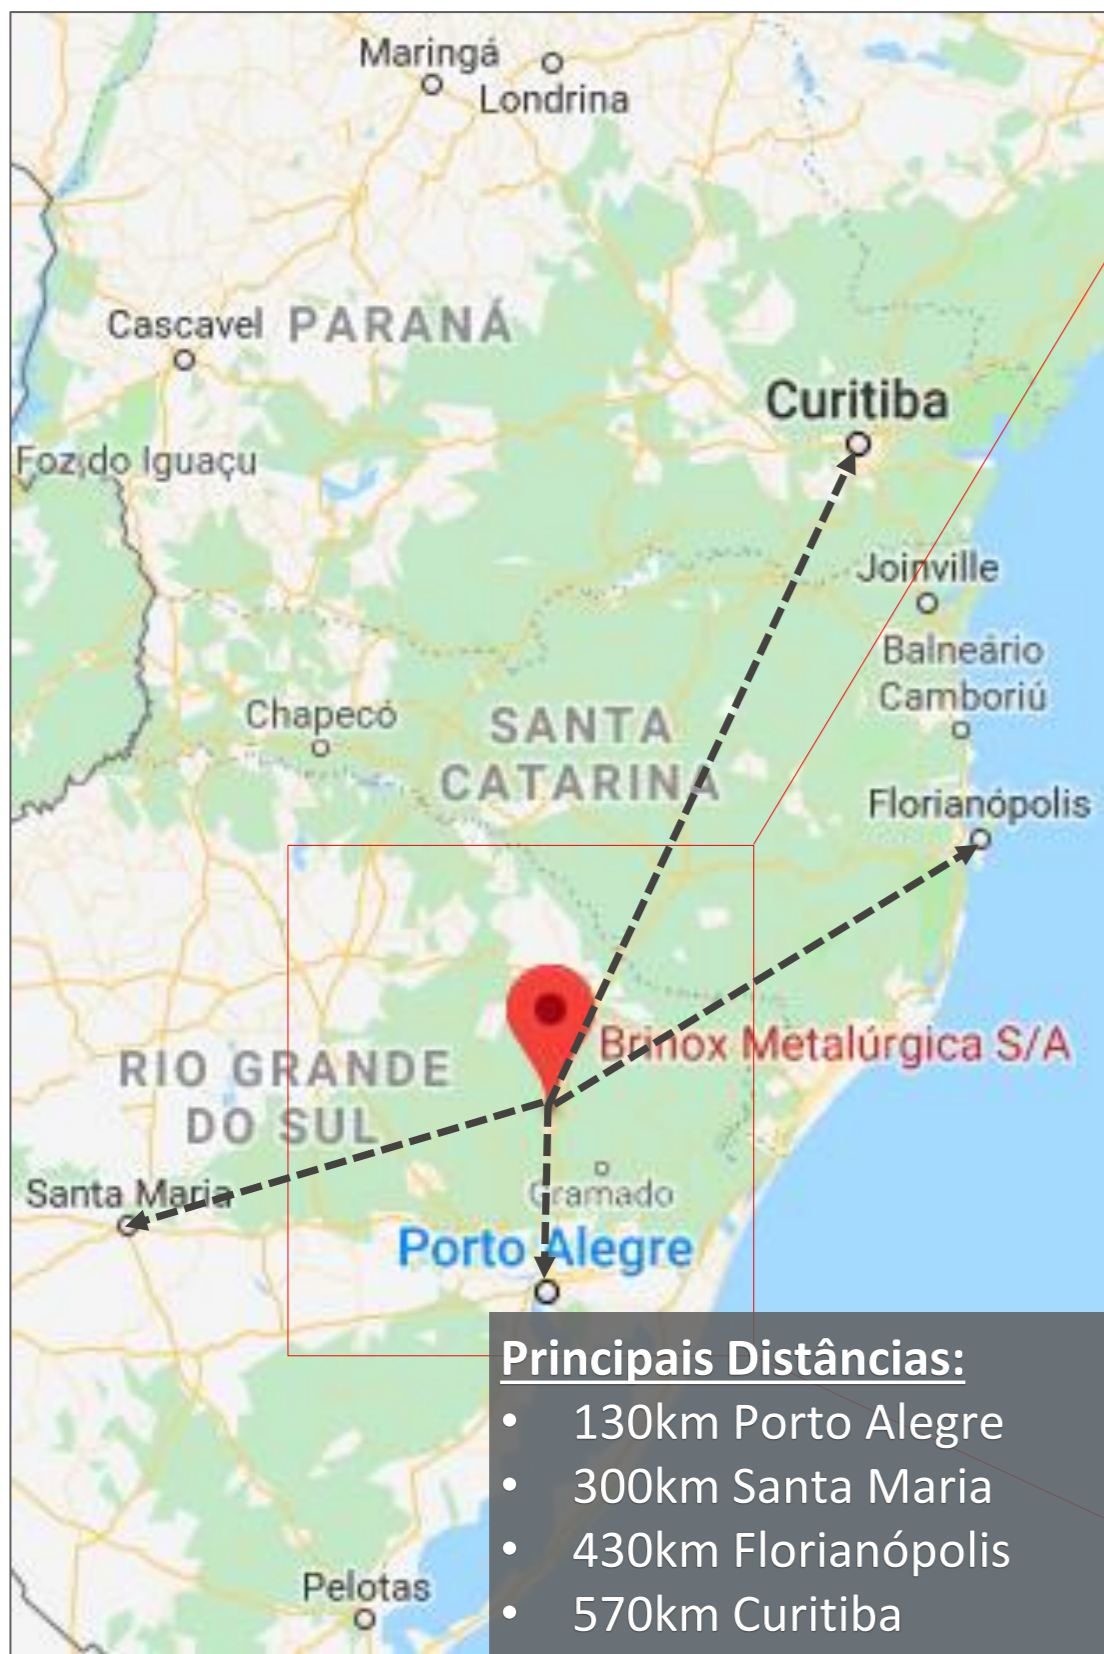 Maringá
Londrina
Cascavel
PARANÁ
Curitiba
Foz do Iguaçu
Joinville
Balneário
Camboriú
Chapecó
SANTA
CATARINA
Florianópolis
Brinox Metalúrgica S/A
RIO GRANDE
DO SUL
Santa Maria
Gramado
Porto Alegre
Principais Distâncias:
• 130km Porto Alegre
• 300km Santa Maria
• 430km Florianópolis
• 570km Curitiba
Pelotas